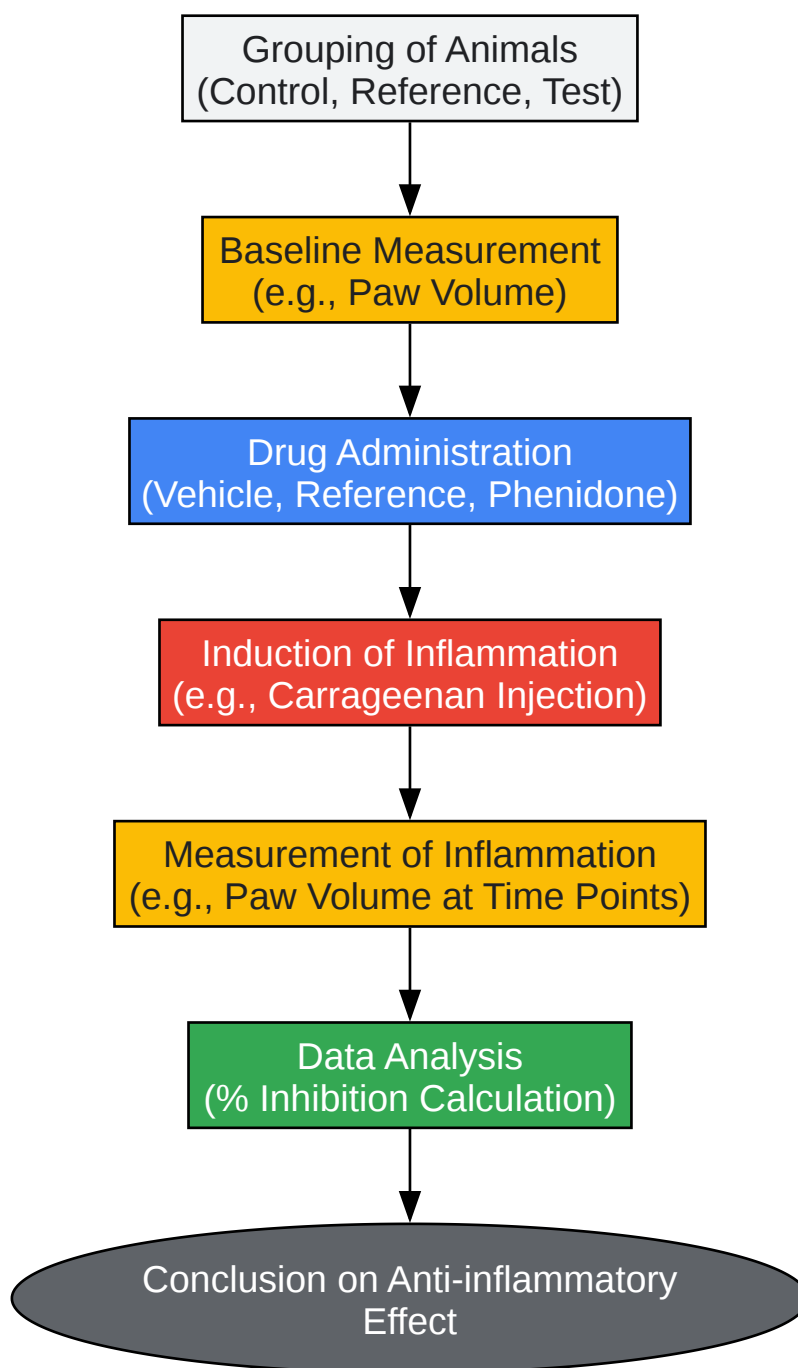 Grouping of Animals
(Control, Reference, Test)
Baseline Measurement
(e.g., Paw Volume)
Drug Administration
(Vehicle, Reference, Phenidone)
Induction of Inflammation
(e.g., Carrageenan Injection)
Measurement of Inflammation
(e.g., Paw Volume at Time Points)
Data Analysis
(% Inhibition Calculation)
Conclusion on Anti-inflammatory
Effect